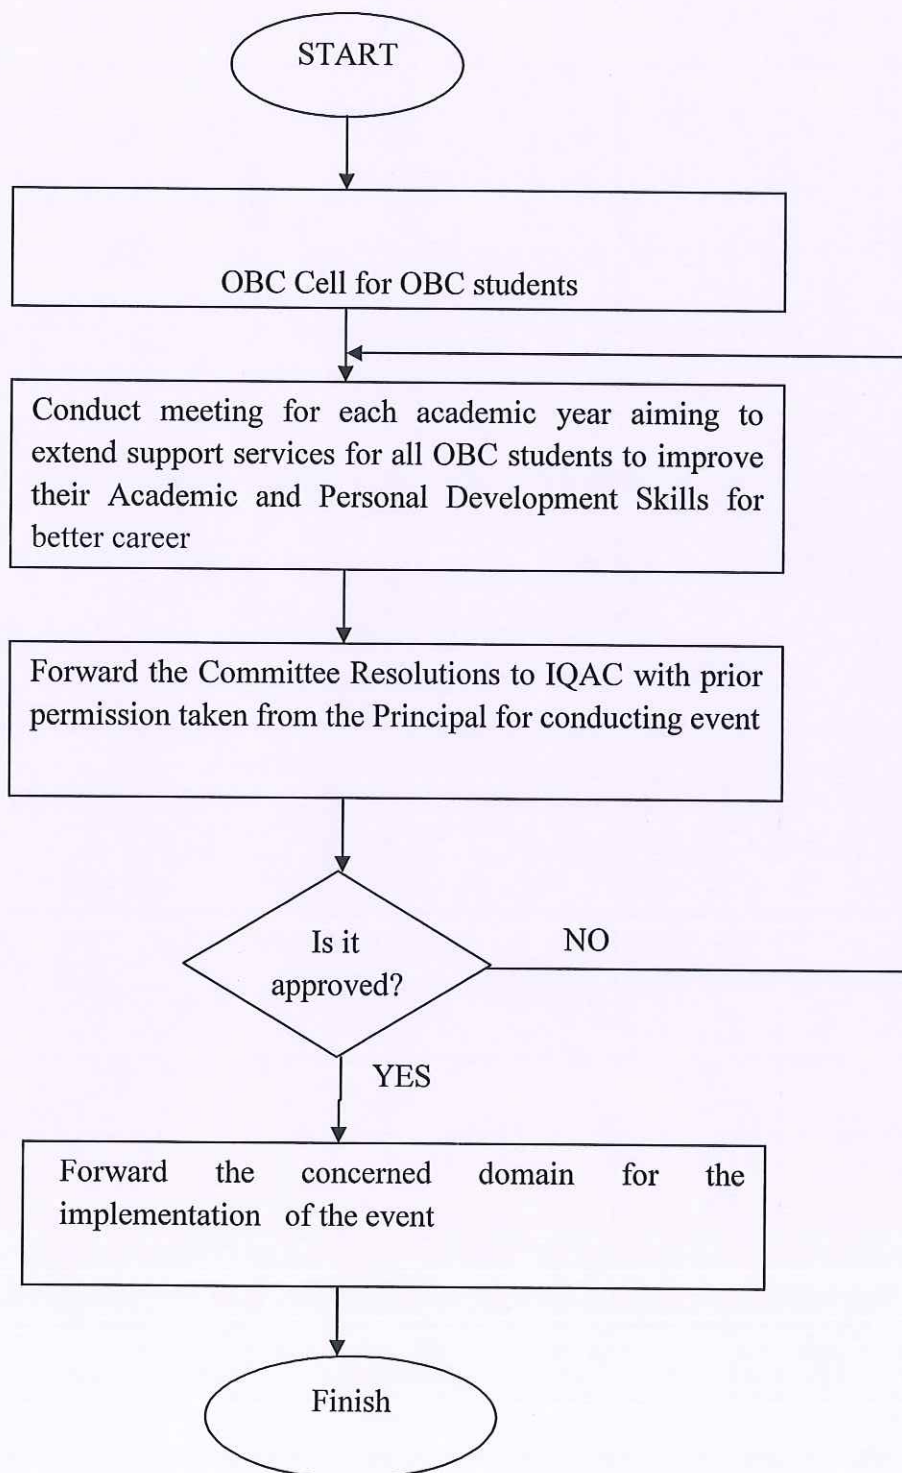 START
OBC Cell for OBC students
Conduct meeting for each academic year aiming to
extend support services for all OBC students to improve
their Academic and Personal Development Skills for
better career
Forward the Committee Resolutions to IQAC with prior
permission taken from the Principal for conducting event
Is it
approved?
NO
YES
Forward the concerned domain for the
implementation of the event
Finish